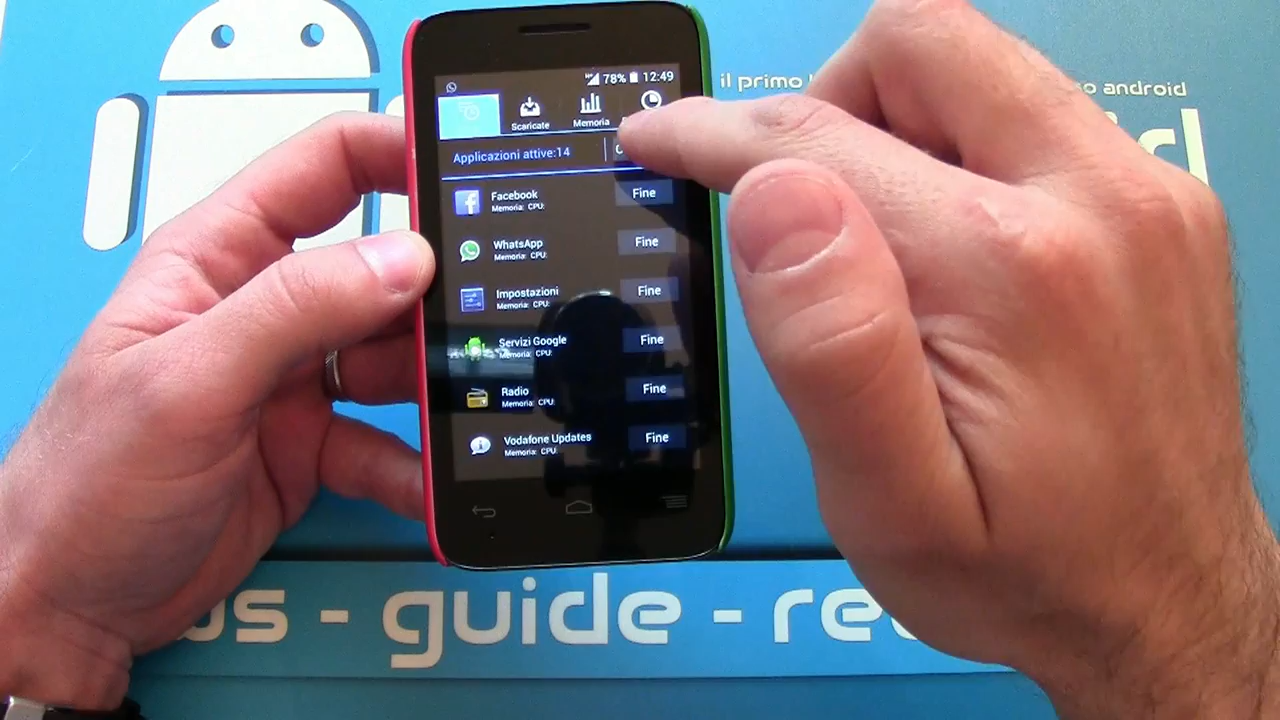 il primo
o android
78% 12:49
Scaricate
Memoria
Applicazioni attive:14
Facebook
Memoria: CPU:
Fine
WhatsApp
Memoria: CPU:
Fine
Impostazioni
Memoria: CPU:
Fine
Servizi Google
Memoria: CPU:
Fine
Radio
Memoria: CPU:
Fine
Vodafone Updates
Memoria: CPU:
Fine
- guide -